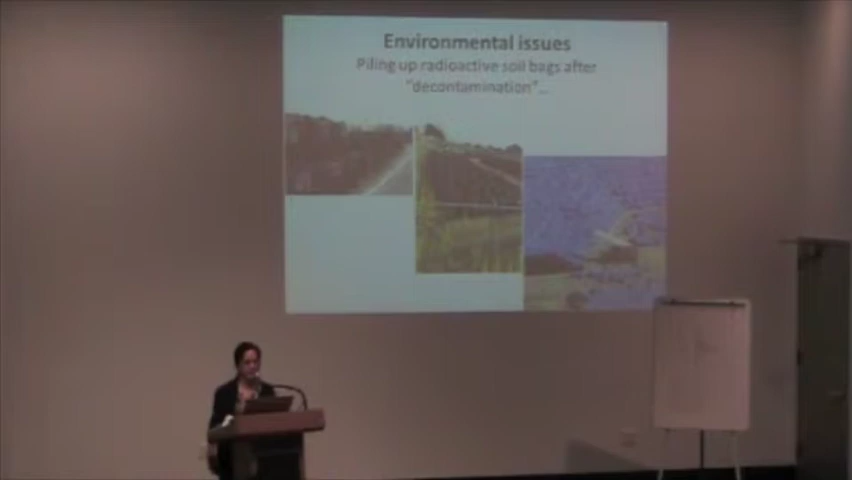 Environmental issues
Piling up radioactive soil bags after
"decontamination"...